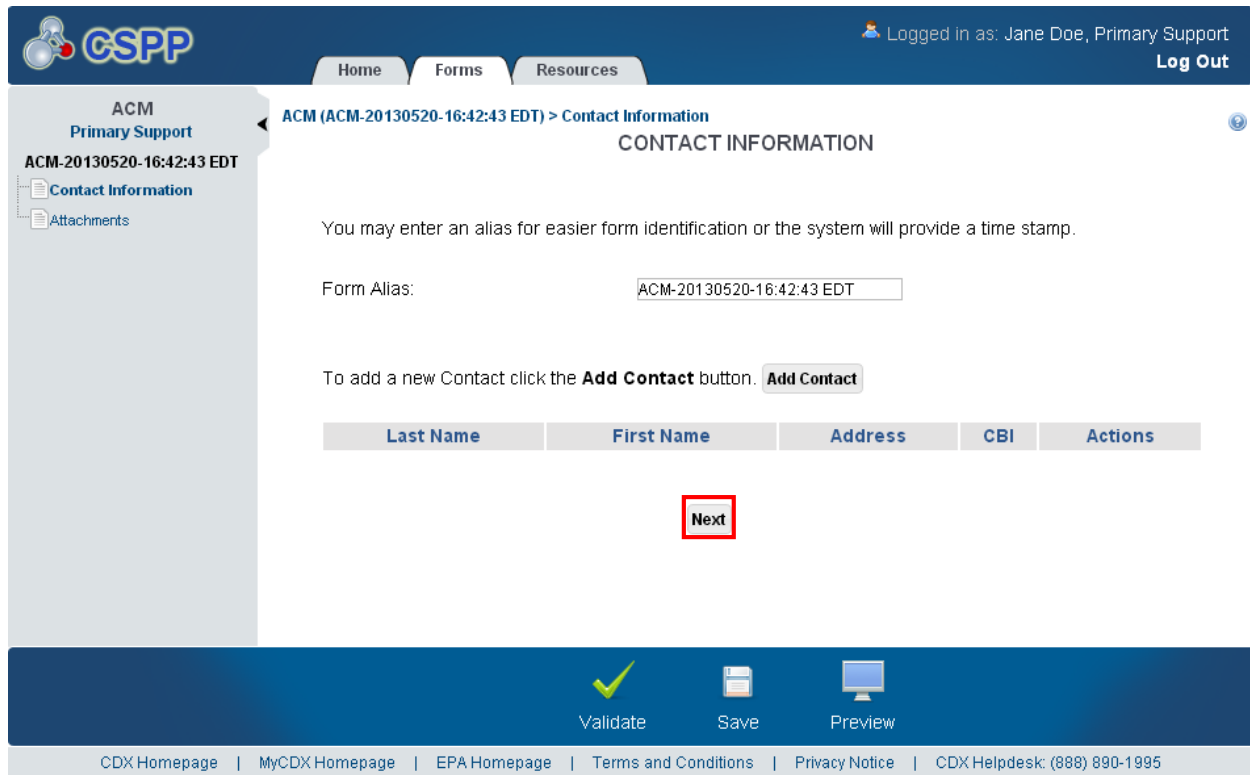 CSPP
Logged in as: Jane Doe, Primary Support
Log Out
Home Forms Resources
ACM
Primary Support
ACM-20130520-16:42:43 EDT
Contact Information
Attachments
ACM (ACM-20130520-16:42:43 EDT) > Contact Information
CONTACT INFORMATION
You may enter an alias for easier form identification or the system will provide a time stamp.
Form Alias: ACM-20130520-16:42:43 EDT
To add a new Contact click the Add Contact button. Add Contact
Last Name First Name Address CBI Actions
Next
Validate Save Preview
CDX Homepage | MyCDX Homepage | EPA Homepage | Terms and Conditions | Privacy Notice | CDX Helpdesk: (888) 890-1995